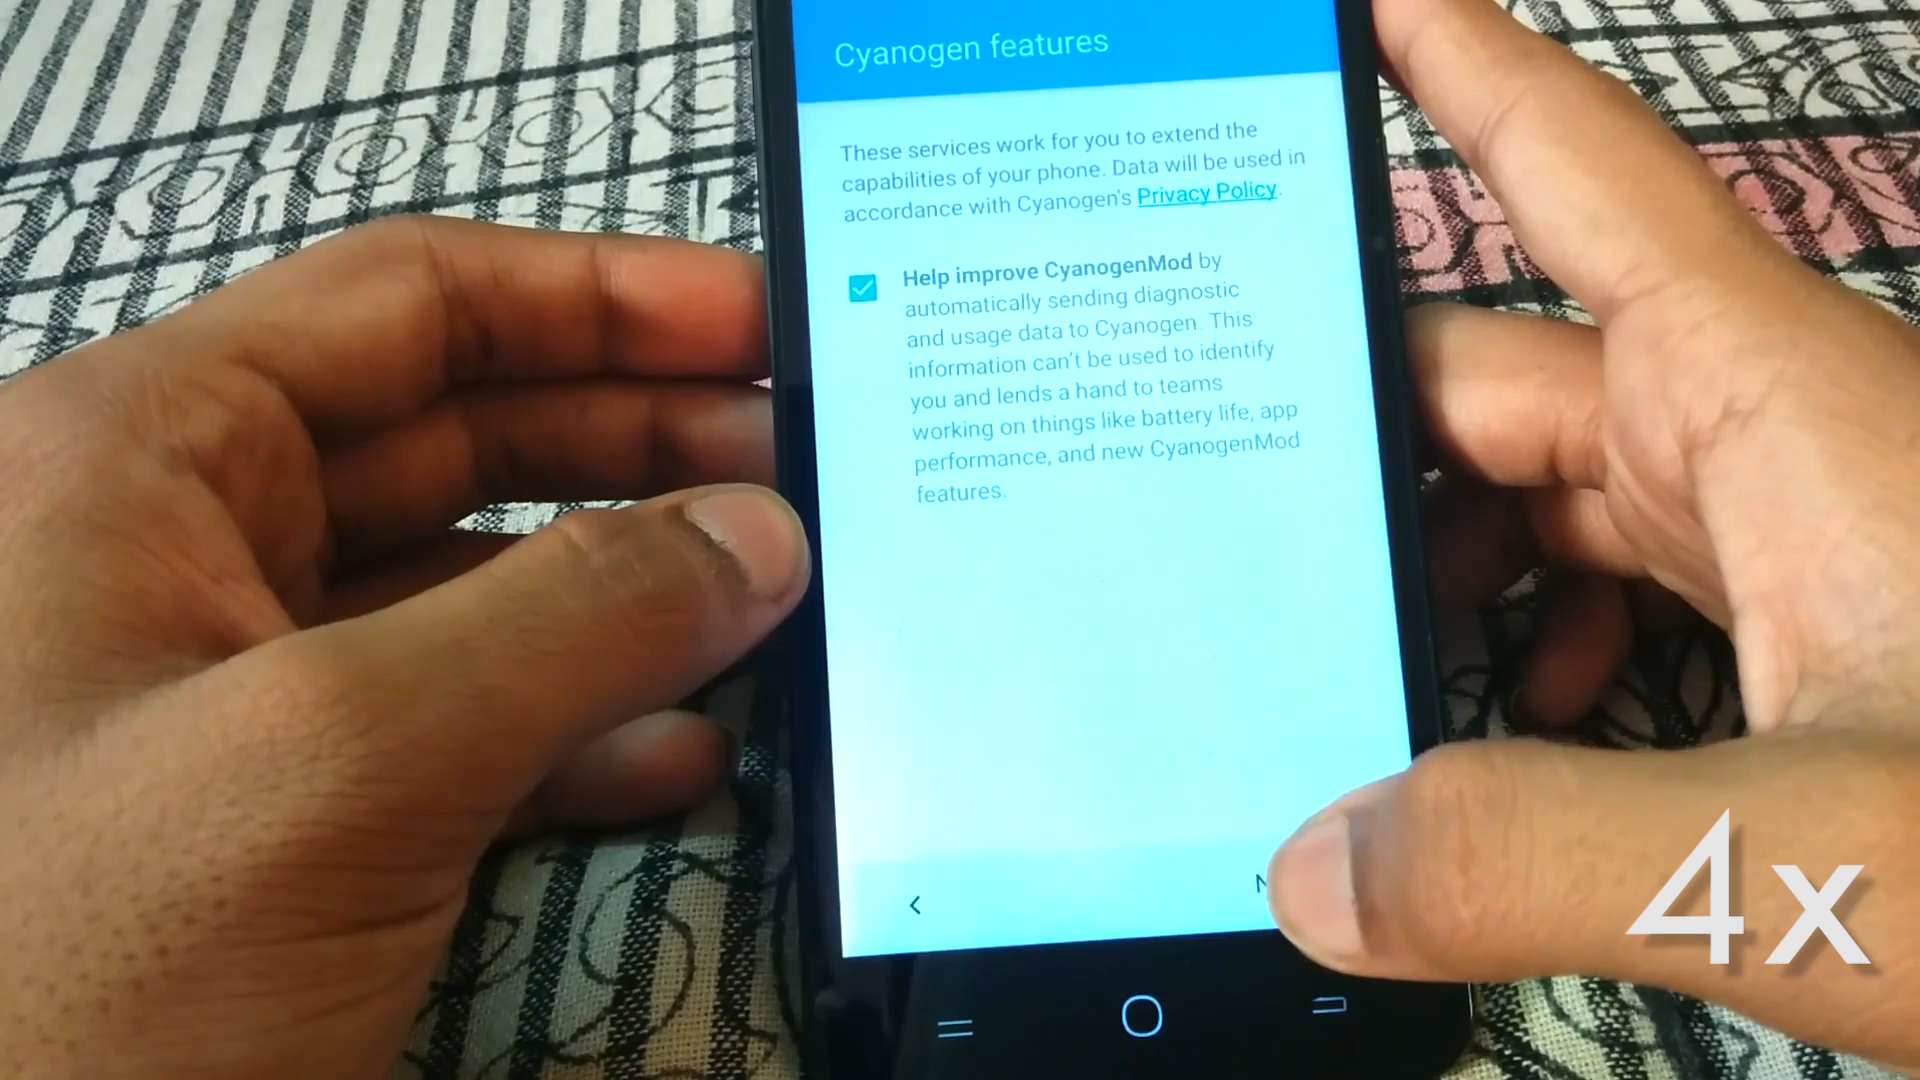 Cyanogen features
These services work for you to extend the
capabilities of your phone. Data will be used in
accordance with Cyanogen's Privacy Policy.
Help improve CyanogenMod by
automatically sending diagnostic
and usage data to Cyanogen. This
information can't be used to identify
you and lends a hand to teams
working on things like battery life, app
performance, and new CyanogenMod
features.
4x